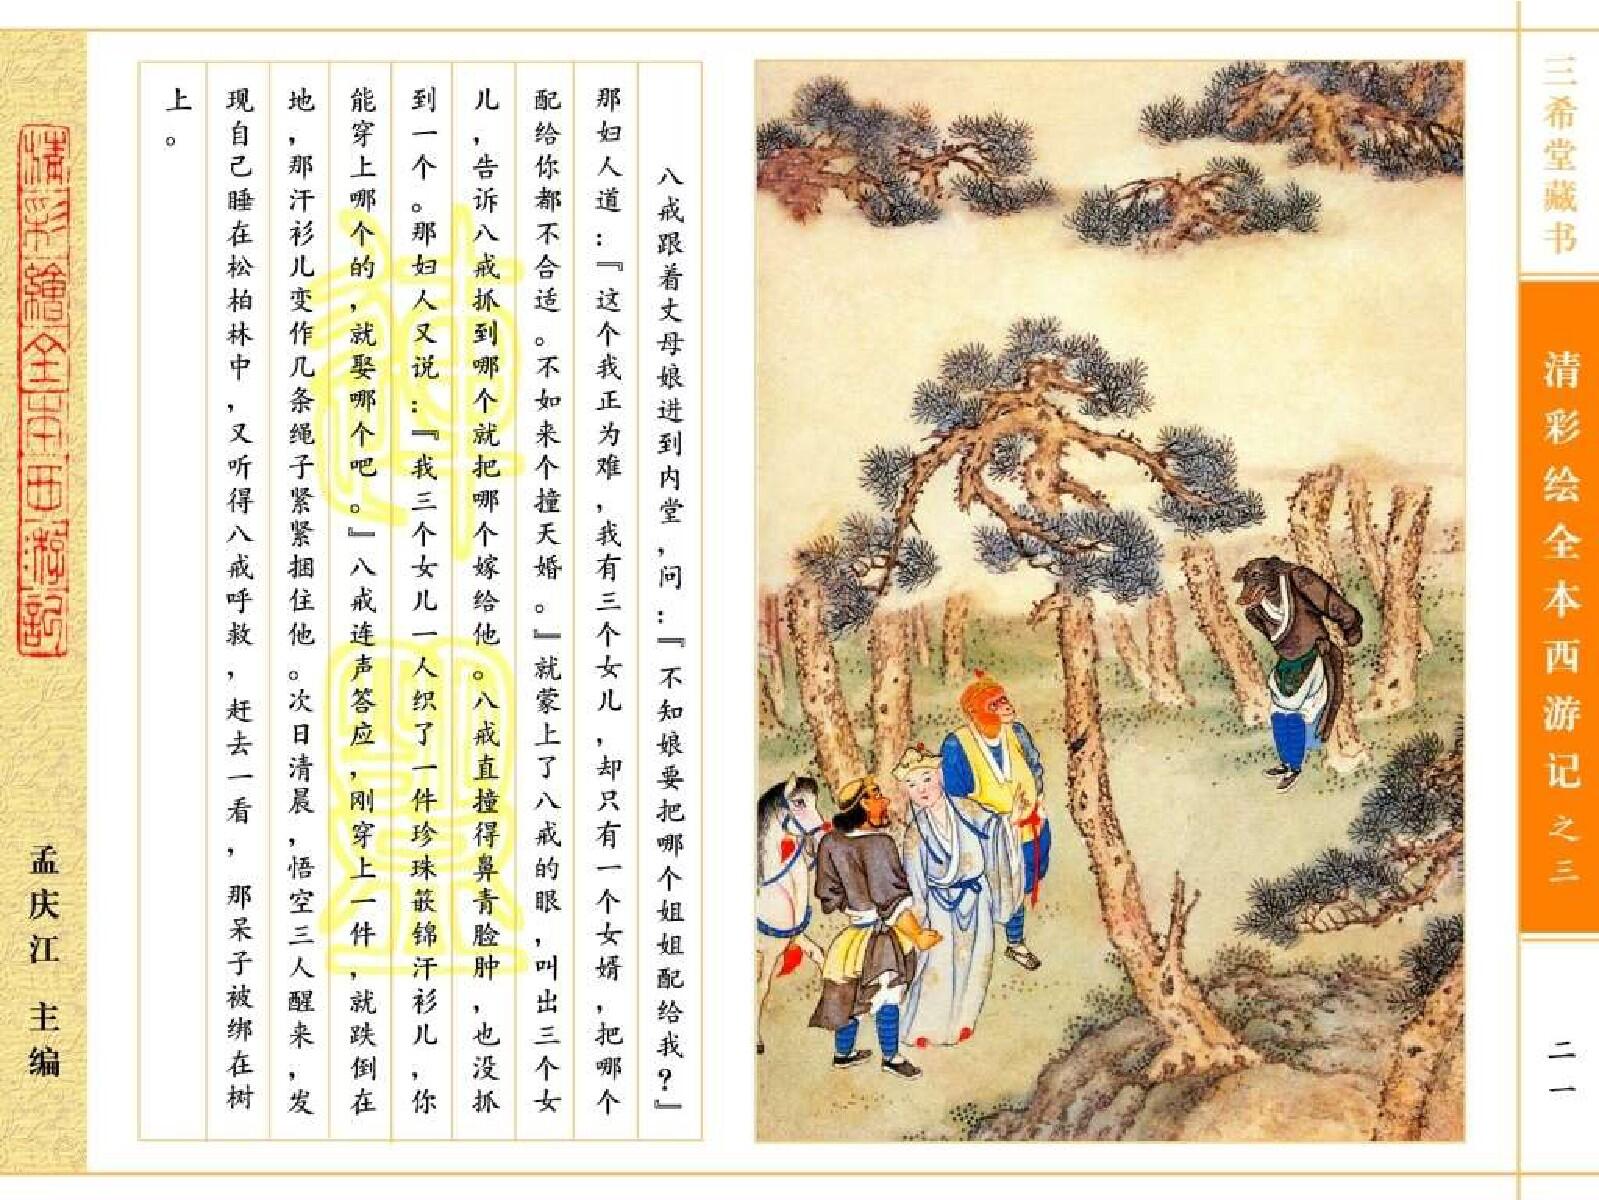 三希堂藏书
清彩绘全本西游记之三
二一
八戒跟着丈母娘进到内堂,问:『不知娘要把哪个姐姐配给我?』
那妇人道:『这个我正为难,我有三个女儿,却只有一个女婿,把哪个
配给你都不合适。不如来个撞天婚。』就蒙上了八戒的眼,叫出三个女
儿,告诉八戒抓到哪个就把哪个嫁给他。八戒直撞得鼻青脸肿,也没抓
到一个。那妇人又说:『我三个女儿一人织了一件珍珠篏锦汗衫儿,你
能穿上哪个的,就娶哪个吧。』八戒连声答应,刚穿上一件,就跌倒在
地,那汗衫儿变作几条绳子紧紧捆住他。次日清晨,悟空三人醒来,发
现自己睡在松柏林中,又听得八戒呼救,赶去一看,那呆子被绑在树
上。
清彩繪全本西游記
孟庆江 主编